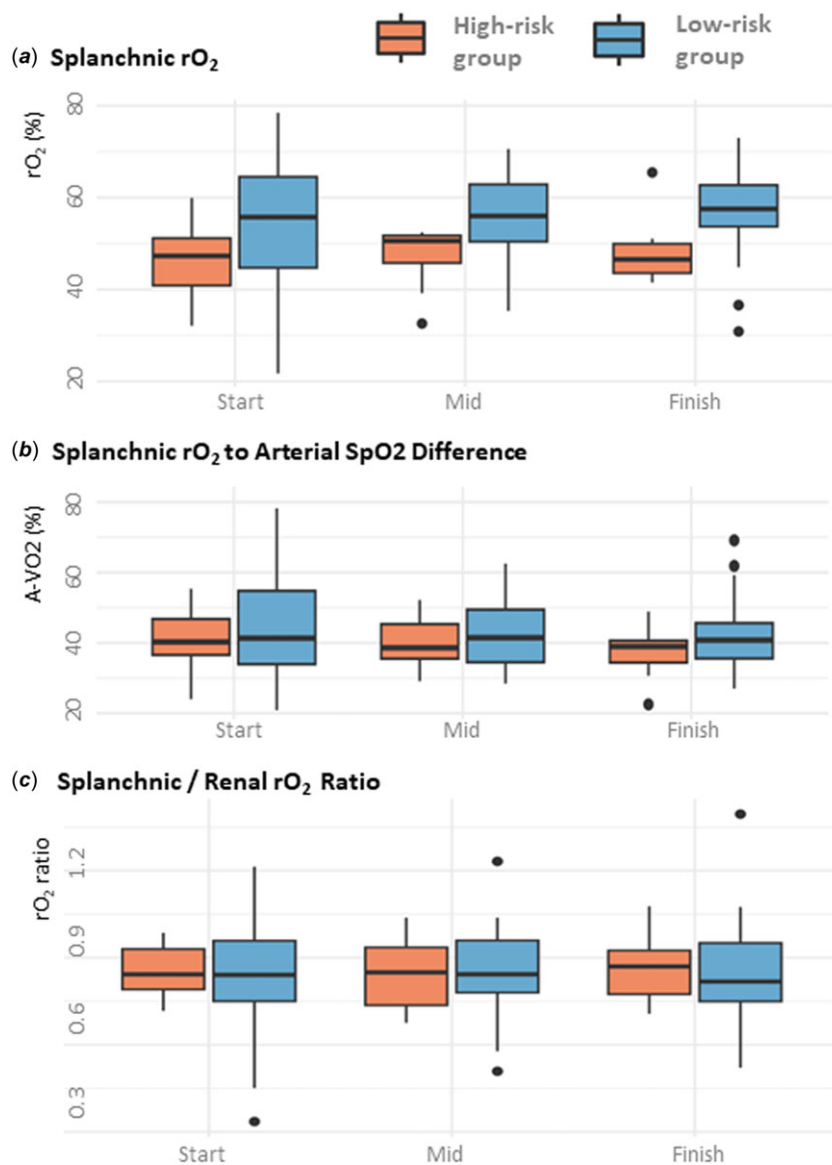 High-risk group
Low-risk group
(a) Splanchnic rO₂
rO₂ (%)
80
60
40
20
Start Mid Finish
(b) Splanchnic rO₂ to Arterial SpO2 Difference
A-VO2 (%)
80
60
40
20
Start Mid Finish
(c) Splanchnic / Renal rO₂ Ratio
rO₂ ratio
1.2
0.9
0.6
0.3
Start Mid Finish